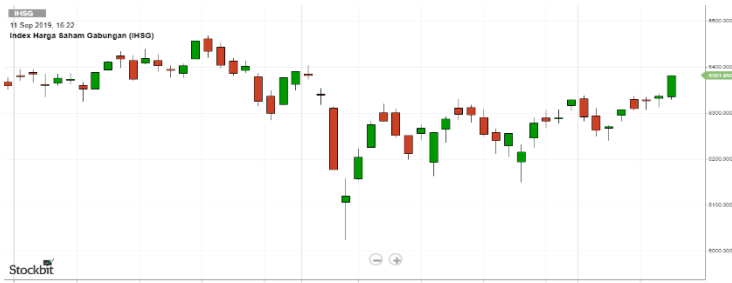 IHSG
11 Sep 2019, 16:22
Index Harga Saham Gabungan (IHSG)
6500.000
6400.000
6300.000
6200.000
6100.000
6000.000
Stockbit